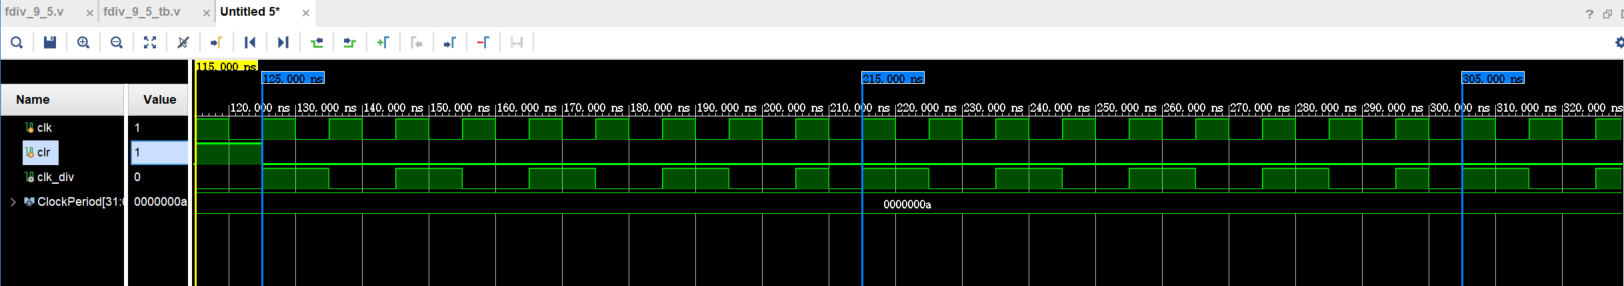 fdiv_9_5.v × fdiv_9_5_tb.v × Untitled 5* ×
? 
115.000 ns
125.000 ns 215.000 ns 305.000 ns
Name Value
120.000 ns 130.000 ns 140.000 ns 150.000 ns 160.000 ns 170.000 ns 180.000 ns 190.000 ns 200.000 ns 210.000 ns 220.000 ns 230.000 ns 240.000 ns 250.000 ns 260.000 ns 270.000 ns 280.000 ns 290.000 ns 300.000 ns 310.000 ns 320.000 ns
clk 1
clr 1
clk_div 0
ClockPeriod[31:0 0000000a 0000000a